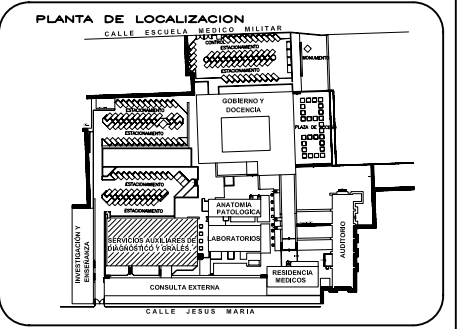 PLANTA DE LOCALIZACION
CALLE ESCUELA MEDICO MILITAR
CONTROL
ESTACIONAMIENTO
ESTACIONAMIENTO
MONUMENTO
GOBIERNO Y
DOCENCIA
ESTACIONAMIENTO
PLAZA DE
ESTACIONAMIENTO
ESTACIONAMIENTO
ESTACIONAMIENTO
ANATOMIA
PATOLOGICA
LABORATORIOS
SERVICIOS AUXILIARES DE
DIAGNOSTICO Y GRALES.
INVESTIGACIÓN Y
ENSEÑANZA
AUDITORIO
RESIDENCIA
MEDICOS
CONSULTA EXTERNA
CALLE JESUS MARIA